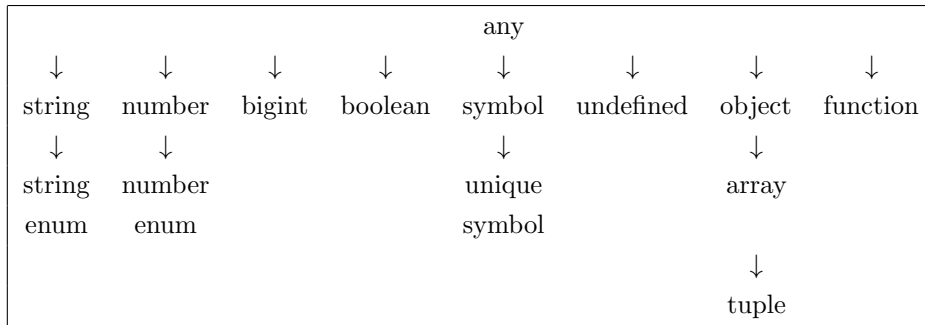 any
↓ ↓ ↓ ↓ ↓ ↓ ↓ ↓
string number bigint boolean symbol undefined object function
↓ ↓ ↓ ↓
string number unique array
enum enum symbol
↓
tuple